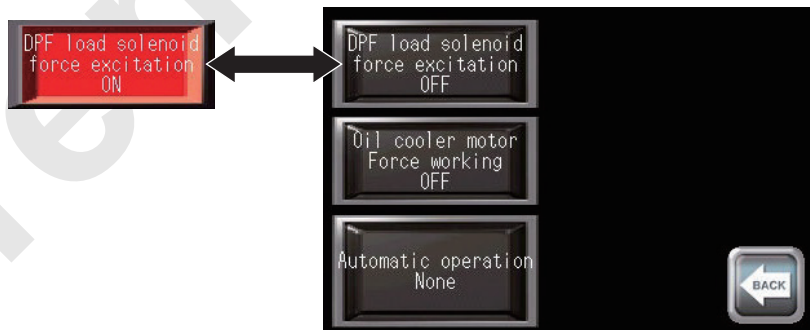 DPF load solenoid
force excitation
ON
DPF load solenoid
force excitation
OFF
Oil cooler motor
Force working
OFF
Automatic operation
None
BACK